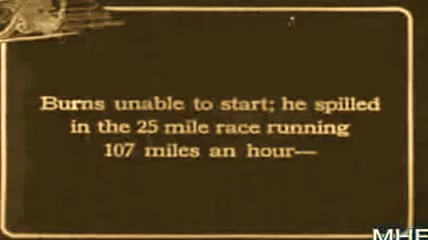 Burns unable to start; he spilled
in the 25 mile race running
107 miles an hour—
MHF